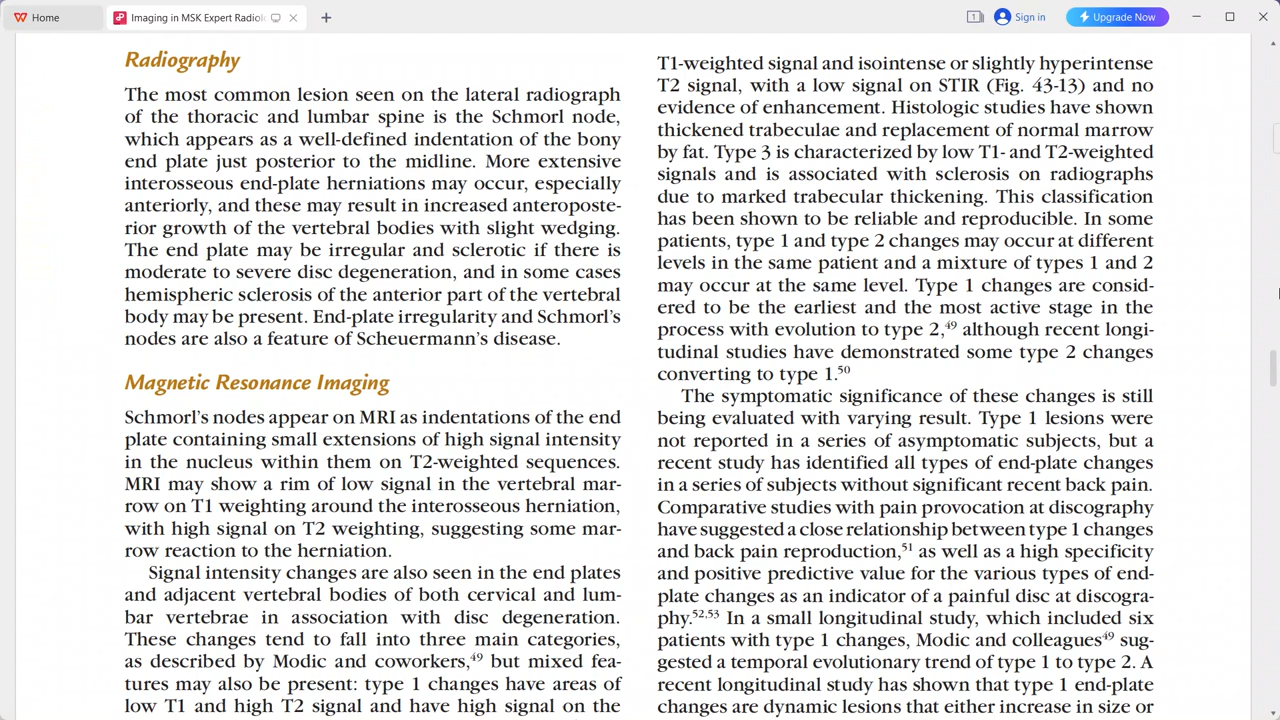 Home
Imaging in MSK Expert Radiol
1
Sign in
Upgrade Now
Radiography
The most common lesion seen on the lateral radiograph
of the thoracic and lumbar spine is the Schmorl node,
which appears as a well-defined indentation of the bony
end plate just posterior to the midline. More extensive
interosseous end-plate herniations may occur, especially
anteriorly, and these may result in increased anteroposte-
rior growth of the vertebral bodies with slight wedging.
The end plate may be irregular and sclerotic if there is
moderate to severe disc degeneration, and in some cases
hemispheric sclerosis of the anterior part of the vertebral
body may be present. End-plate irregularity and Schmorl's
nodes are also a feature of Scheuermann's disease.
Magnetic Resonance Imaging
Schmorl's nodes appear on MRI as indentations of the end
plate containing small extensions of high signal intensity
in the nucleus within them on T2-weighted sequences.
MRI may show a rim of low signal in the vertebral mar-
row on T1 weighting around the interosseous herniation,
with high signal on T2 weighting, suggesting some mar-
row reaction to the herniation.
Signal intensity changes are also seen in the end plates
and adjacent vertebral bodies of both cervical and lum-
bar vertebrae in association with disc degeneration.
These changes tend to fall into three main categories,
as described by Modic and coworkers,49 but mixed fea-
tures may also be present: type 1 changes have areas of
low T1 and high T2 signal and have high signal on the
T1-weighted signal and isointense or slightly hyperintense
T2 signal, with a low signal on STIR (Fig. 43-13) and no
evidence of enhancement. Histologic studies have shown
thickened trabeculae and replacement of normal marrow
by fat. Type 3 is characterized by low T1- and T2-weighted
signals and is associated with sclerosis on radiographs
due to marked trabecular thickening. This classification
has been shown to be reliable and reproducible. In some
patients, type 1 and type 2 changes may occur at different
levels in the same patient and a mixture of types 1 and 2
may occur at the same level. Type 1 changes are consid-
ered to be the earliest and the most active stage in the
process with evolution to type 2,49 although recent longi-
tudinal studies have demonstrated some type 2 changes
converting to type 1.50
The symptomatic significance of these changes is still
being evaluated with varying result. Type 1 lesions were
not reported in a series of asymptomatic subjects, but a
recent study has identified all types of end-plate changes
in a series of subjects without significant recent back pain.
Comparative studies with pain provocation at discography
have suggested a close relationship between type 1 changes
and back pain reproduction,51 as well as a high specificity
and positive predictive value for the various types of end-
plate changes as an indicator of a painful disc at discogra-
phy.52,53 In a small longitudinal study, which included six
patients with type 1 changes, Modic and colleagues49 sug-
gested a temporal evolutionary trend of type 1 to type 2. A
recent longitudinal study has shown that type 1 end-plate
changes are dynamic lesions that either increase in size or